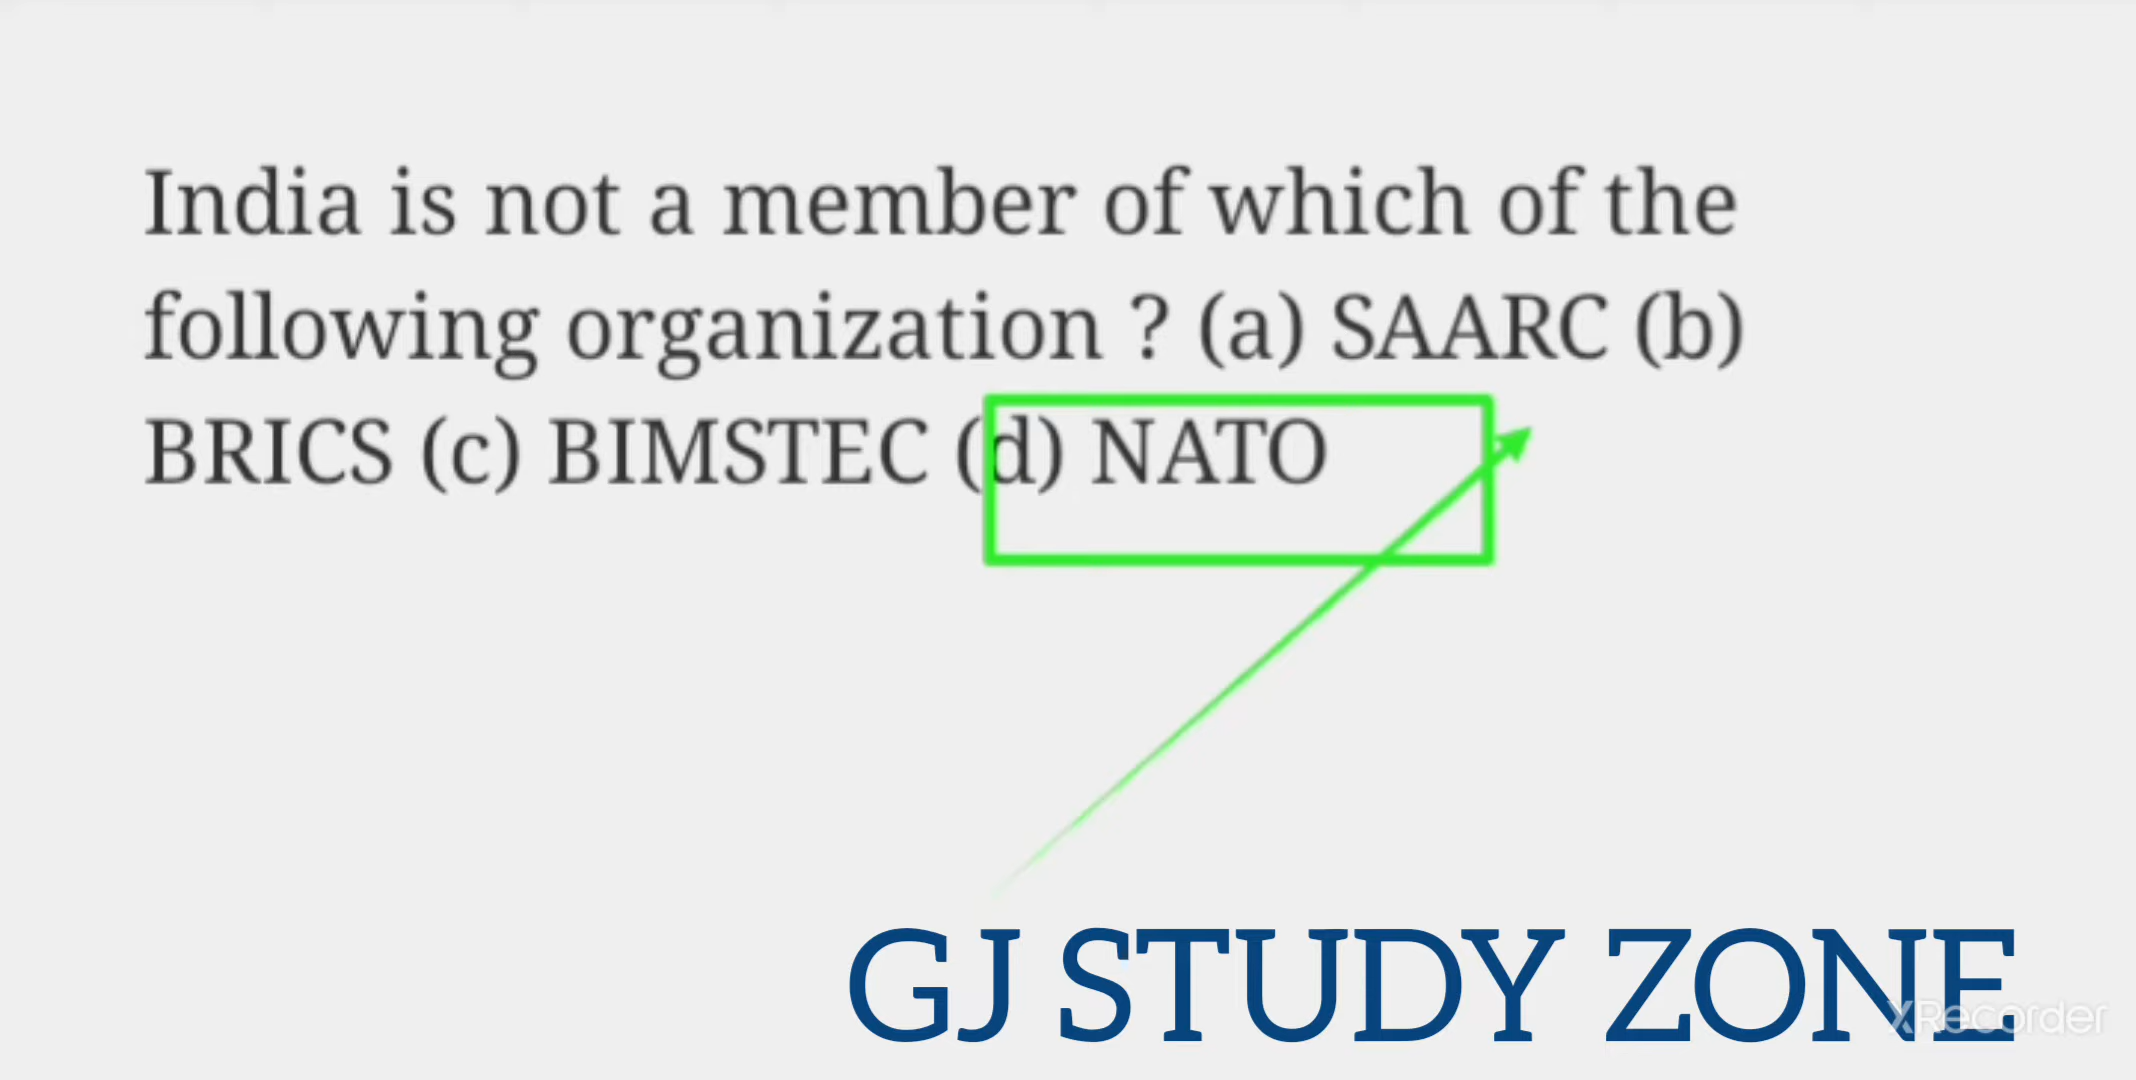 India is not a member of which of the
following organization ? (a) SAARC (b)
BRICS (c) BIMSTEC (d) NATO
GJ STUDY ZONE
XRecorder